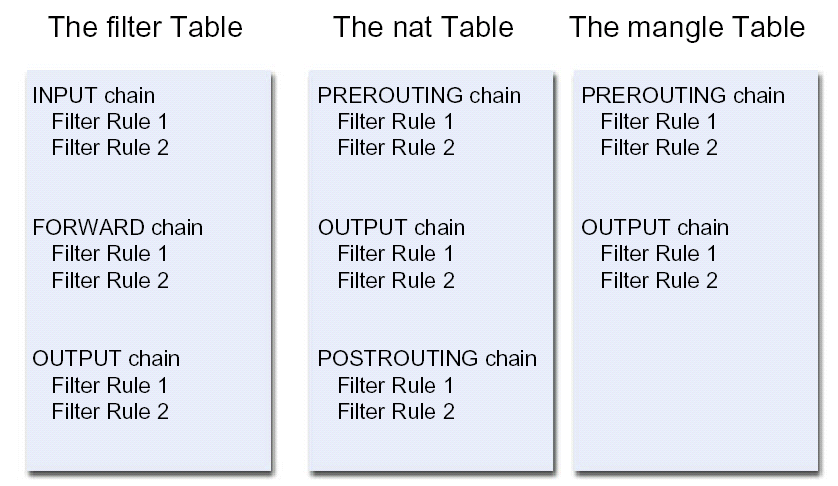 The filter Table
INPUT chain
Filter Rule 1
Filter Rule 2
FORWARD chain
Filter Rule 1
Filter Rule 2
OUTPUT chain
Filter Rule 1
Filter Rule 2
The nat Table
PREROUTING chain
Filter Rule 1
Filter Rule 2
OUTPUT chain
Filter Rule 1
Filter Rule 2
POSTROUTING chain
Filter Rule 1
Filter Rule 2
The mangle Table
PREROUTING chain
Filter Rule 1
Filter Rule 2
OUTPUT chain
Filter Rule 1
Filter Rule 2